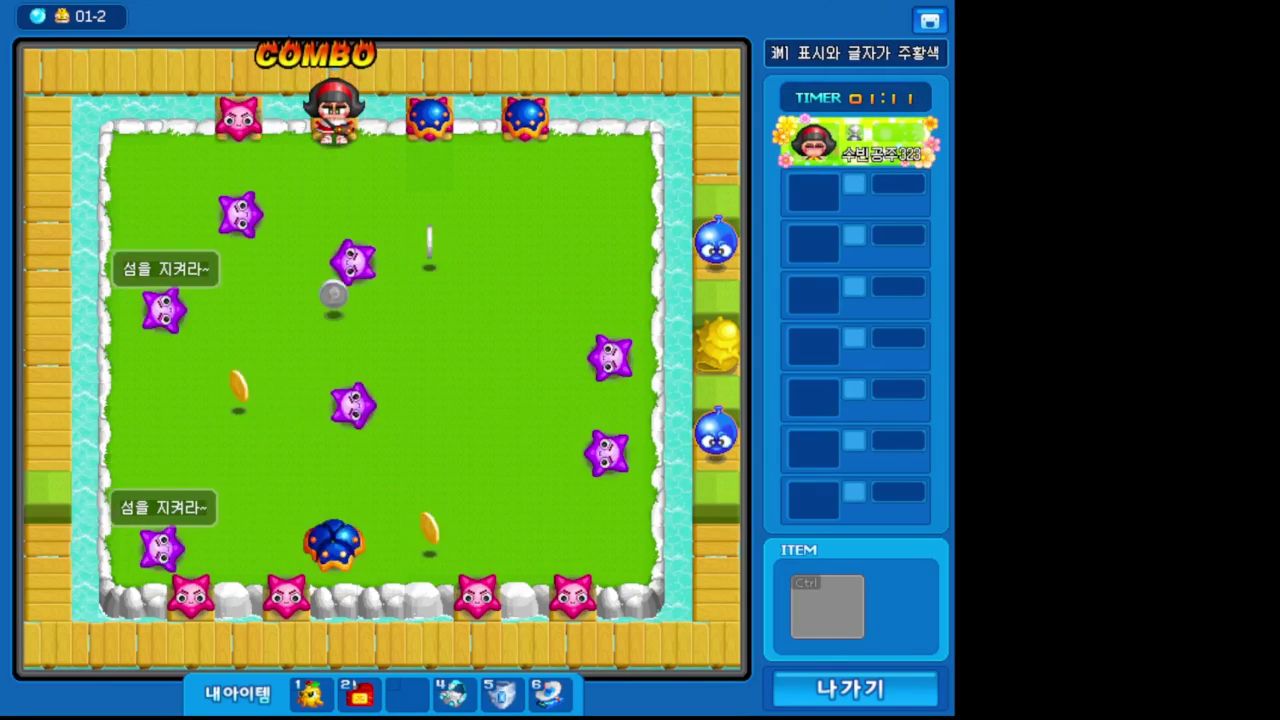 01-2
COMBO
표시와 글자가 주황색
TIMER 01:11
수빈공주323
섬을 지켜라~
섬을 지켜라~
ITEM
Ctrl
내아이템
1
2
4
5
6
나가기